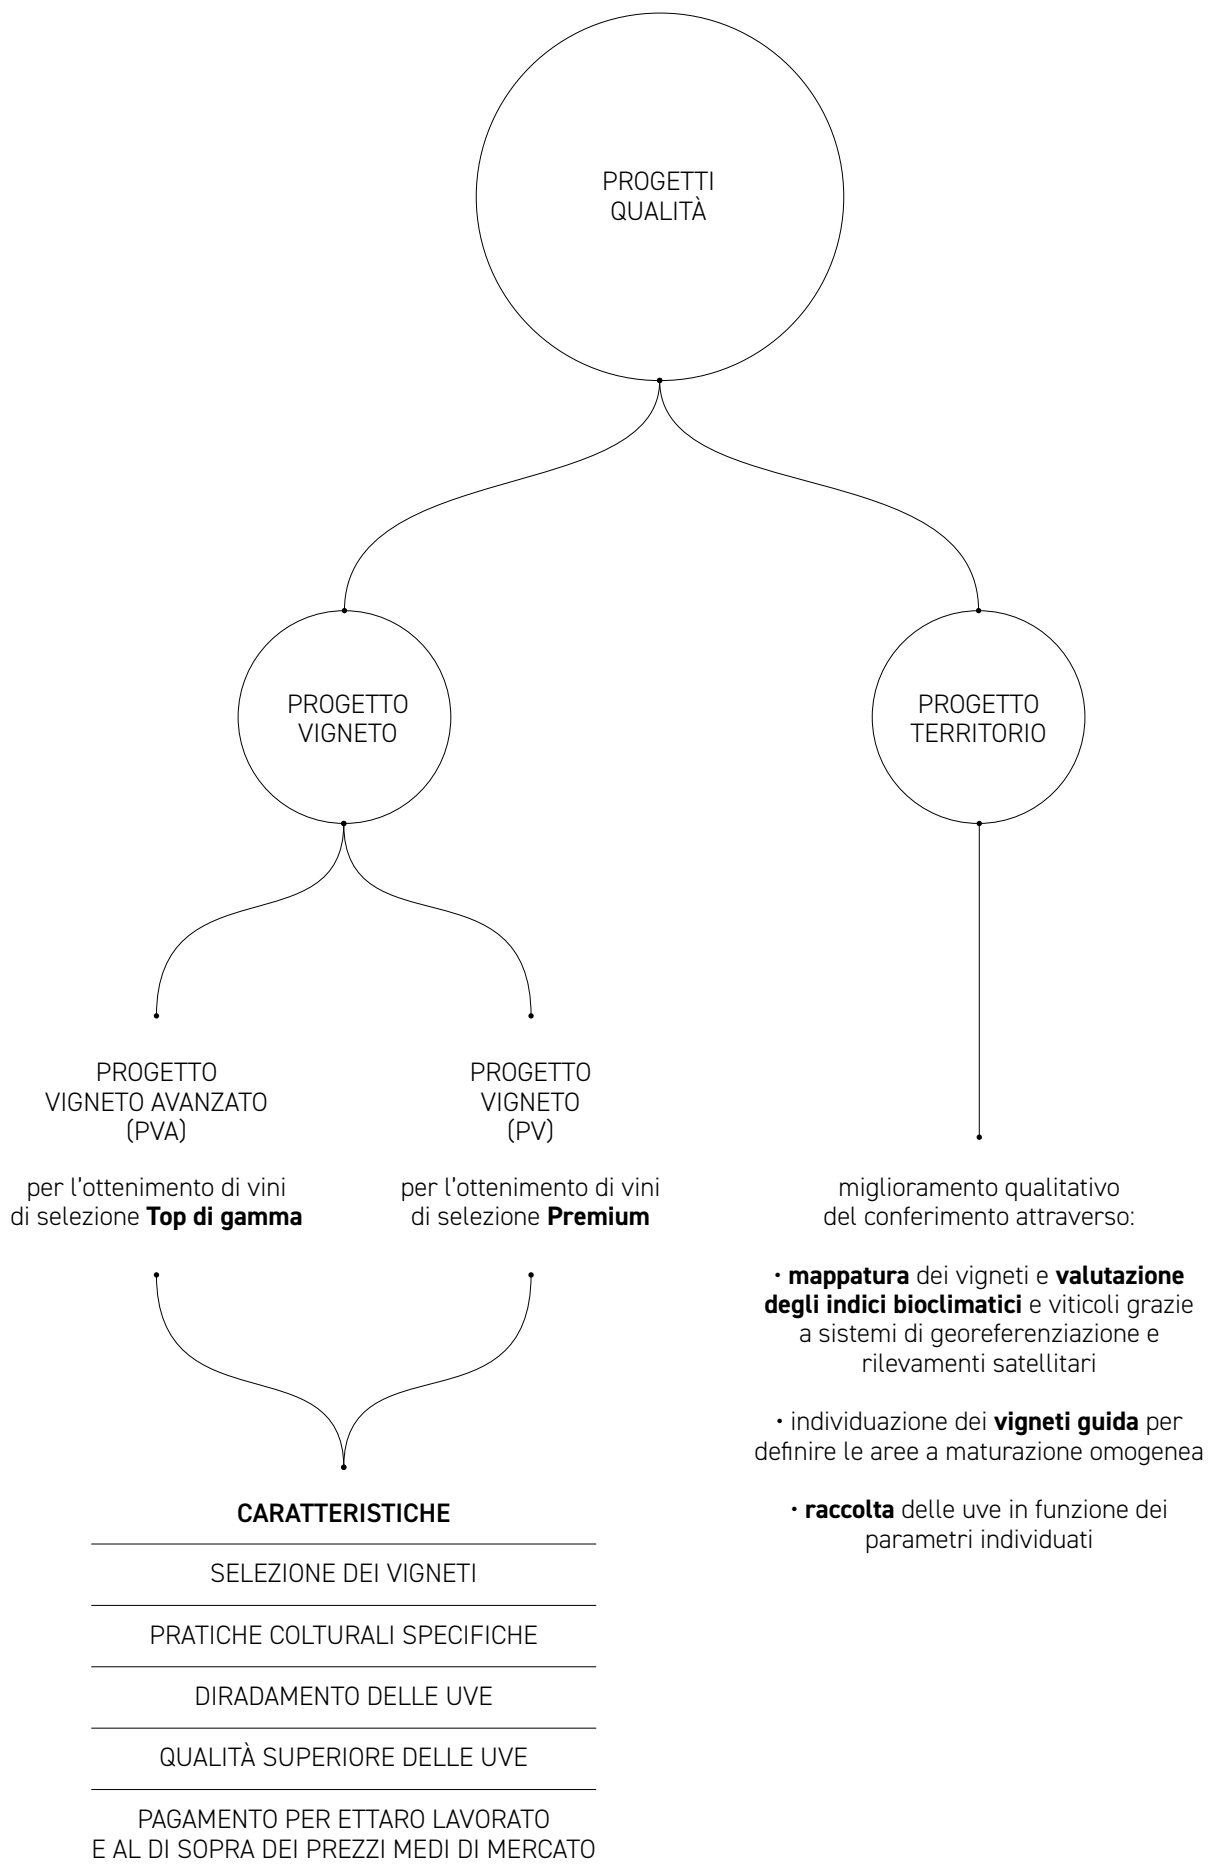 PROGETTI
QUALITÀ
PROGETTO
VIGNETO
PROGETTO
TERRITORIO
PROGETTO
VIGNETO AVANZATO
(PVA)
per l'ottenimento di vini
di selezione Top di gamma
PROGETTO
VIGNETO
(PV)
per l'ottenimento di vini
di selezione Premium
CARATTERISTICHE
SELEZIONE DEI VIGNETI
PRATICHE COLTURALI SPECIFICHE
DIRADAMENTO DELLE UVE
QUALITÀ SUPERIORE DELLE UVE
PAGAMENTO PER ETTARO LAVORATO
E AL DI SOPRA DEI PREZZI MEDI DI MERCATO
miglioramento qualitativo
del conferimento attraverso:
• mappatura dei vigneti e valutazione
degli indici bioclimatici e viticoli grazie
a sistemi di georeferenziazione e
rilevamenti satellitari
• individuazione dei vigneti guida per
definire le aree a maturazione omogenea
• raccolta delle uve in funzione dei
parametri individuati